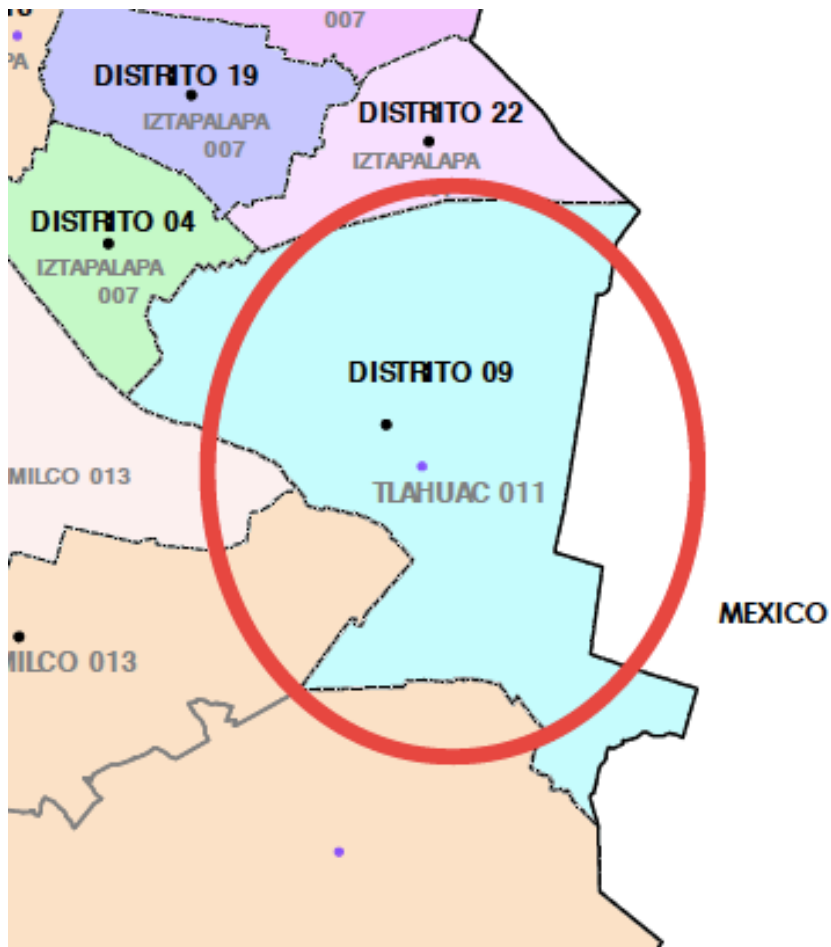 007
DISTRITO 19
IZTAPALAPA
007
DISTRITO 22
IZTAPALAPA
DISTRITO 04
IZTAPALAPA
007
DISTRITO 09
TLAHUAC 011
MILCO 013
MEXICO
MILCO 013